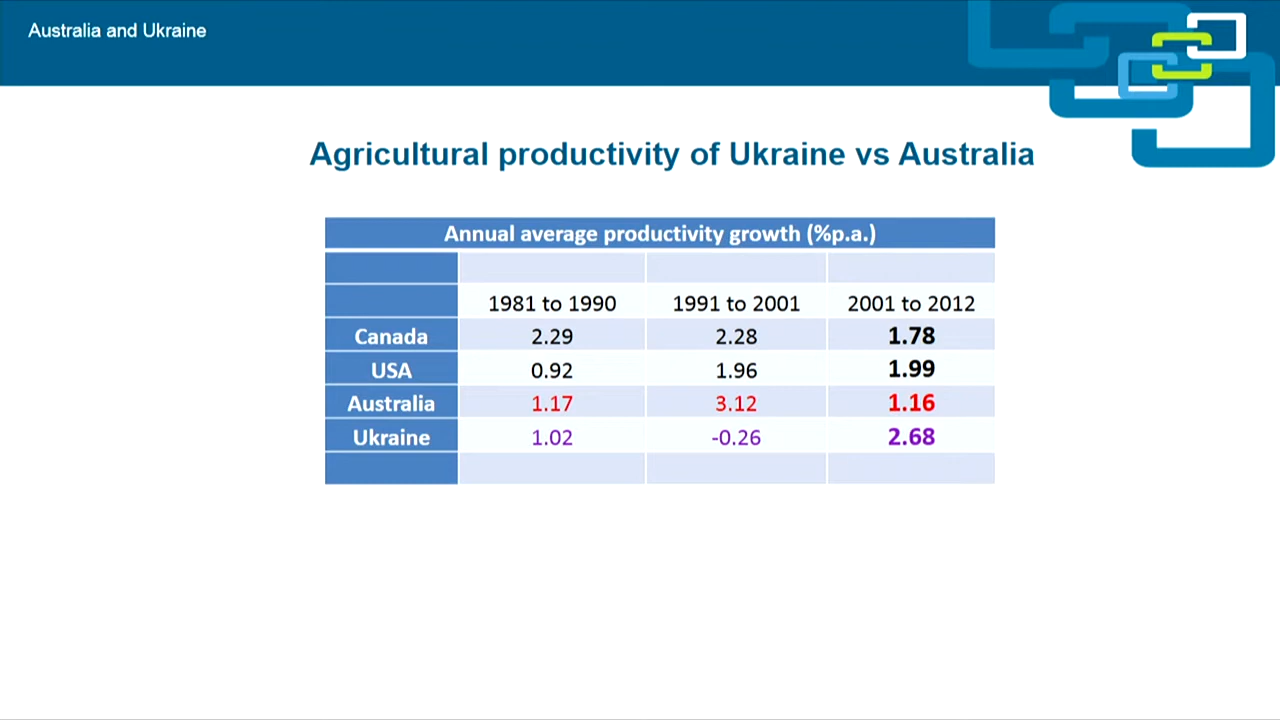 Australia and Ukraine
Agricultural productivity of Ukraine vs Australia
Annual average productivity growth (%p.a.)
1981 to 1990 1991 to 2001 2001 to 2012
Canada 2.29 2.28 1.78
USA 0.92 1.96 1.99
Australia 1.17 3.12 1.16
Ukraine 1.02 -0.26 2.68